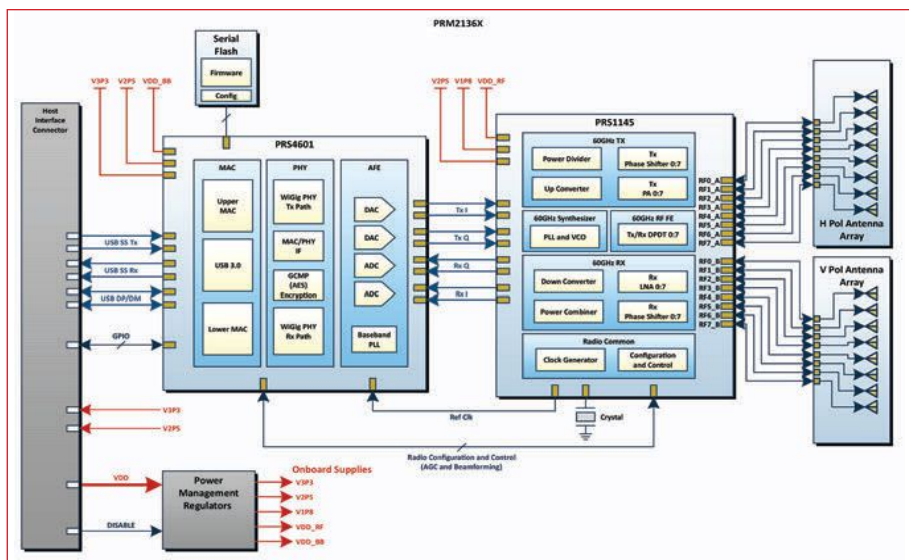 PRM2136X
Serial
Flash
Firmware
Config
V3P3
V2P5
VDD_BB
V2P5
V1P8
VDD_RF
Host
Interface
Connector
PRS4601
MAC
Upper
MAC
USB 3.0
Lower MAC
PHY
WiGig PHY
Tx Path
MAC/PHY
IF
GCMP
(AES)
Encryption
WiGig PHY
Rx Path
AFE
DAC
DAC
ADC
ADC
Baseband
PLL
USB SS Tx
USB SS Rx
USB DP/DM
GPIO
V3P3
V2P5
VDD
DISABLE
Tx I
Tx Q
Rx Q
Rx I
PRS1145
60GHz TX
Power Divider
Tx
Phase Shifter 0:7
Up Converter
Tx
PA 0:7
60GHz Synthesizer
PLL and VCO
60GHz RF FE
Tx/Rx DPDT 0:7
60GHz RX
Down Converter
Rx
LNA 0:7
Power Combiner
Rx
Phase Shifter 0:7
Radio Common
Clock Generator
Configuration
and Control
RF0_A
RF1_A
RF2_A
RF3_A
RF4_A
RF5_A
RF6_A
RF7_A
RF0_B
RF1_B
RF2_B
RF3_B
RF4_B
RF5_B
RF6_B
RF7_B
H Pol Antenna
Array
V Pol Antenna
Array
Ref Clk
Crystal
Radio Configuration and Control
(AGC and Beamforming)
Power
Management
Regulators
Onboard Supplies
V3P3
V2P5
V1P8
VDD_RF
VDD_BB